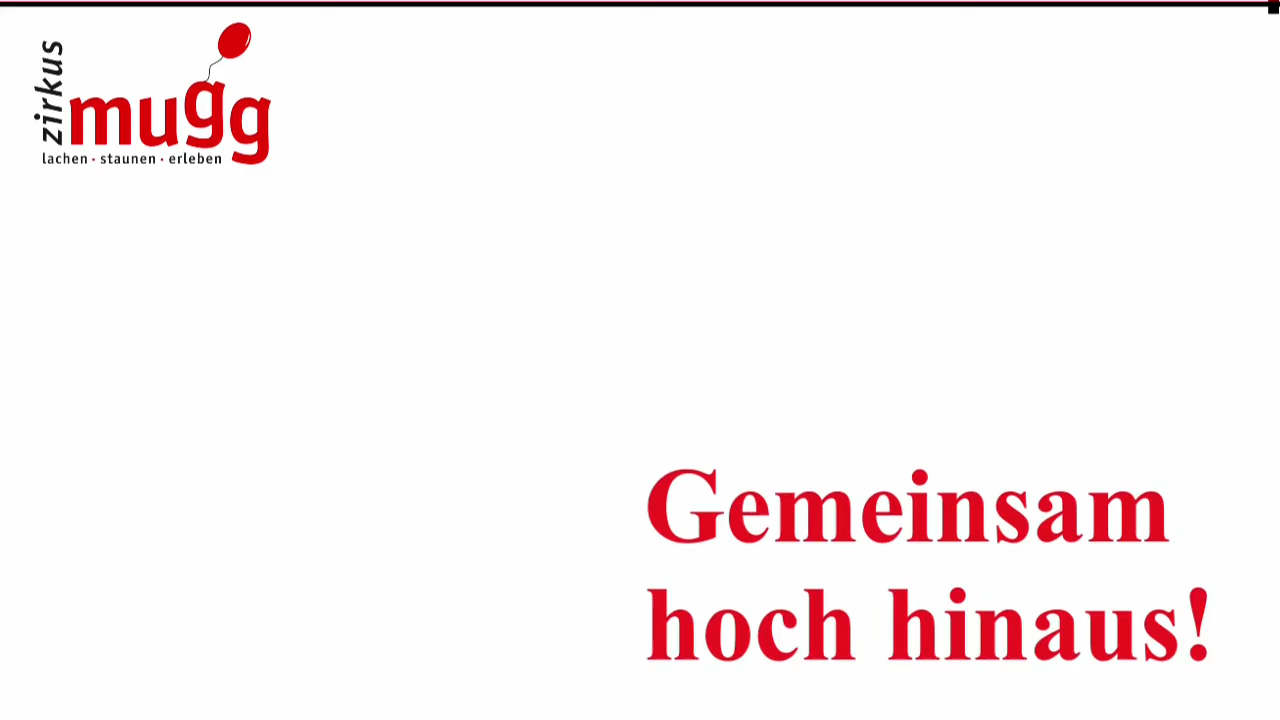 zirkus
mugg
lachen · staunen · erleben
Gemeinsam
hoch hinaus!